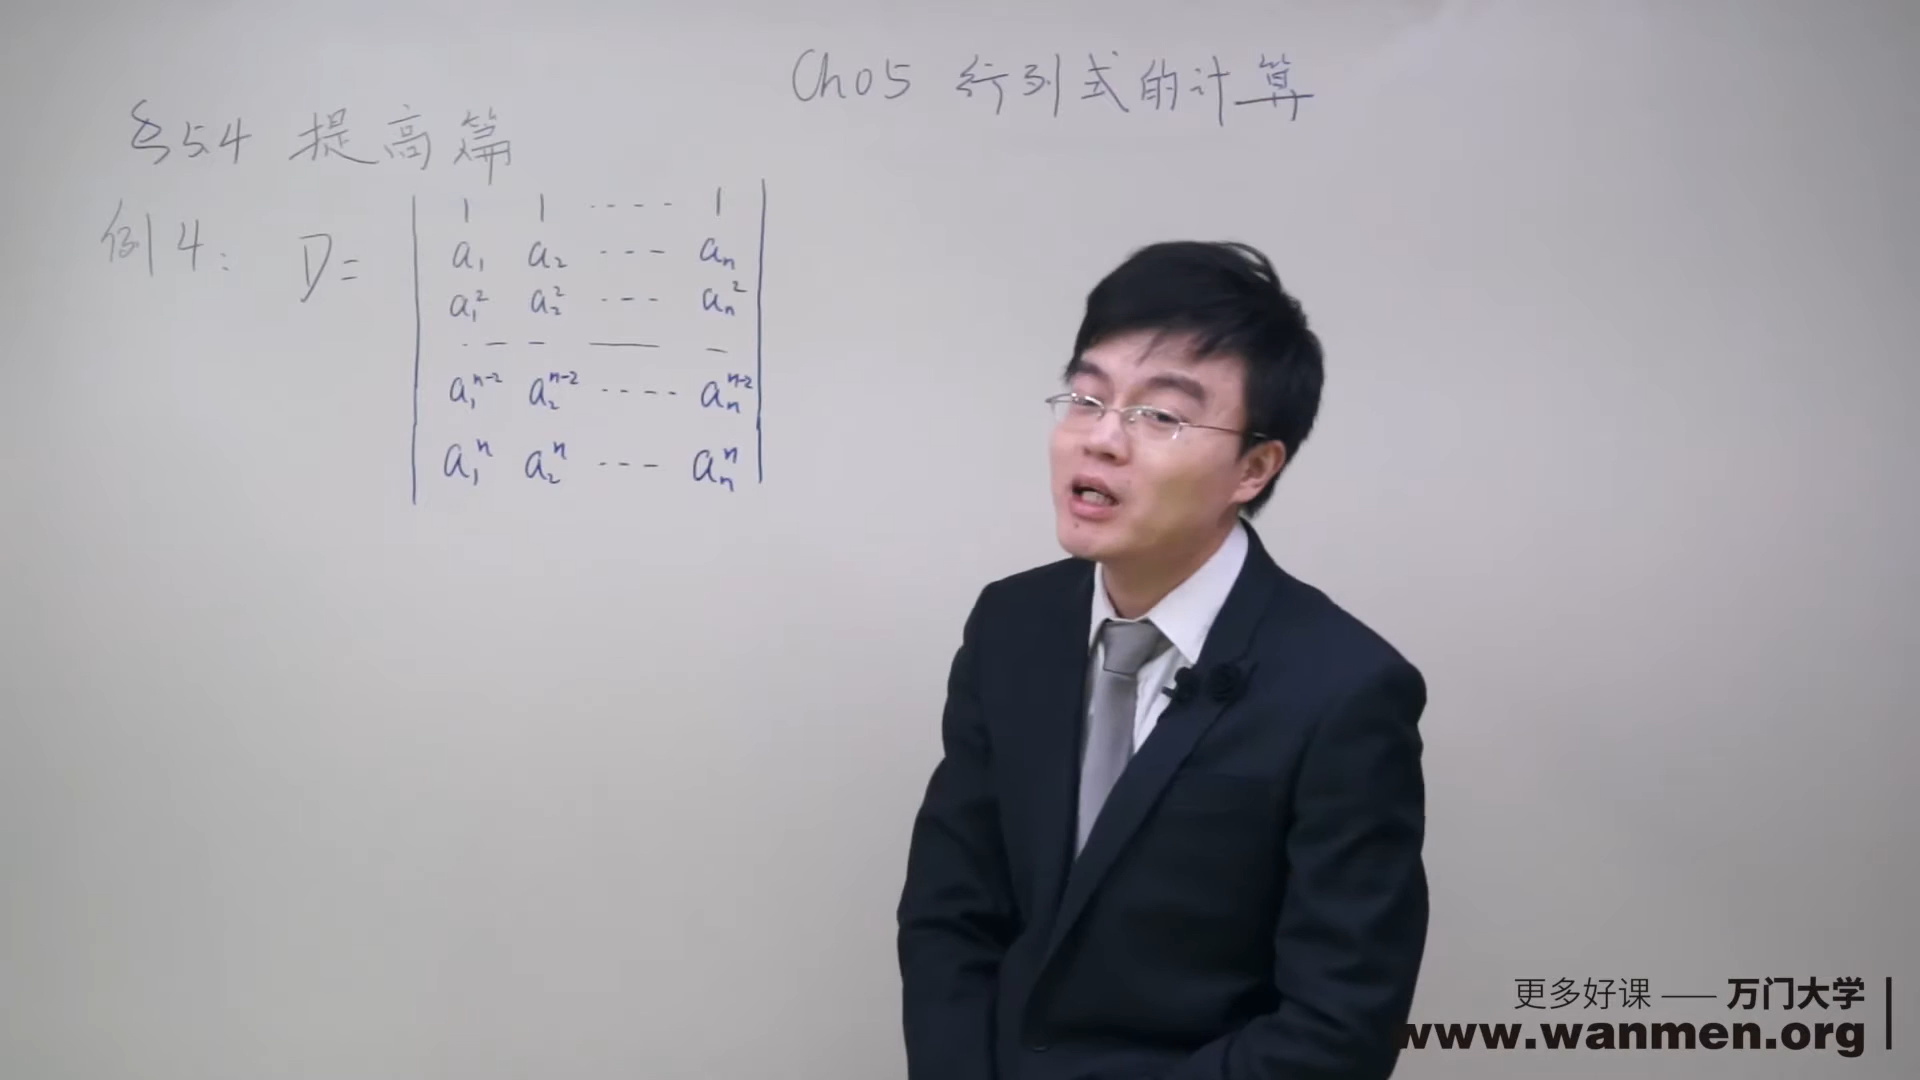 Ch05 行列式的计算
§5.4 提高篇
例4: D=
1 1 ---- 1
a₁ a₂ --- aₙ
a₁² a₂² --- aₙ²
a₁ⁿ⁻² a₂ⁿ⁻² ---- aₙⁿ⁻²
a₁ⁿ a₂ⁿ --- aₙⁿ
更多好课 —— 万门大学
www.wanmen.org